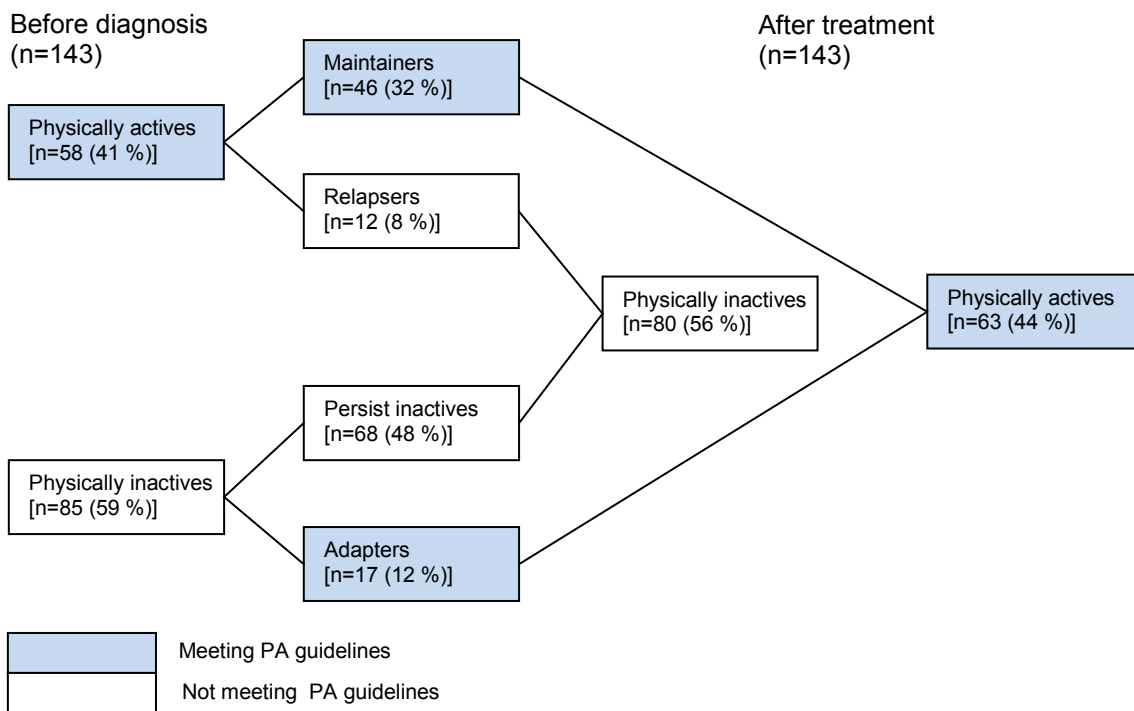 Before diagnosis
(n=143)
After treatment
(n=143)
Maintainers
[n=46 (32 %)]
Physically actives
[n=58 (41 %)]
Relapsers
[n=12 (8 %)]
Physically inactives
[n=80 (56 %)]
Physically actives
[n=63 (44 %)]
Persist inactives
[n=68 (48 %)]
Physically inactives
[n=85 (59 %)]
Adapters
[n=17 (12 %)]
Meeting PA guidelines
Not meeting PA guidelines